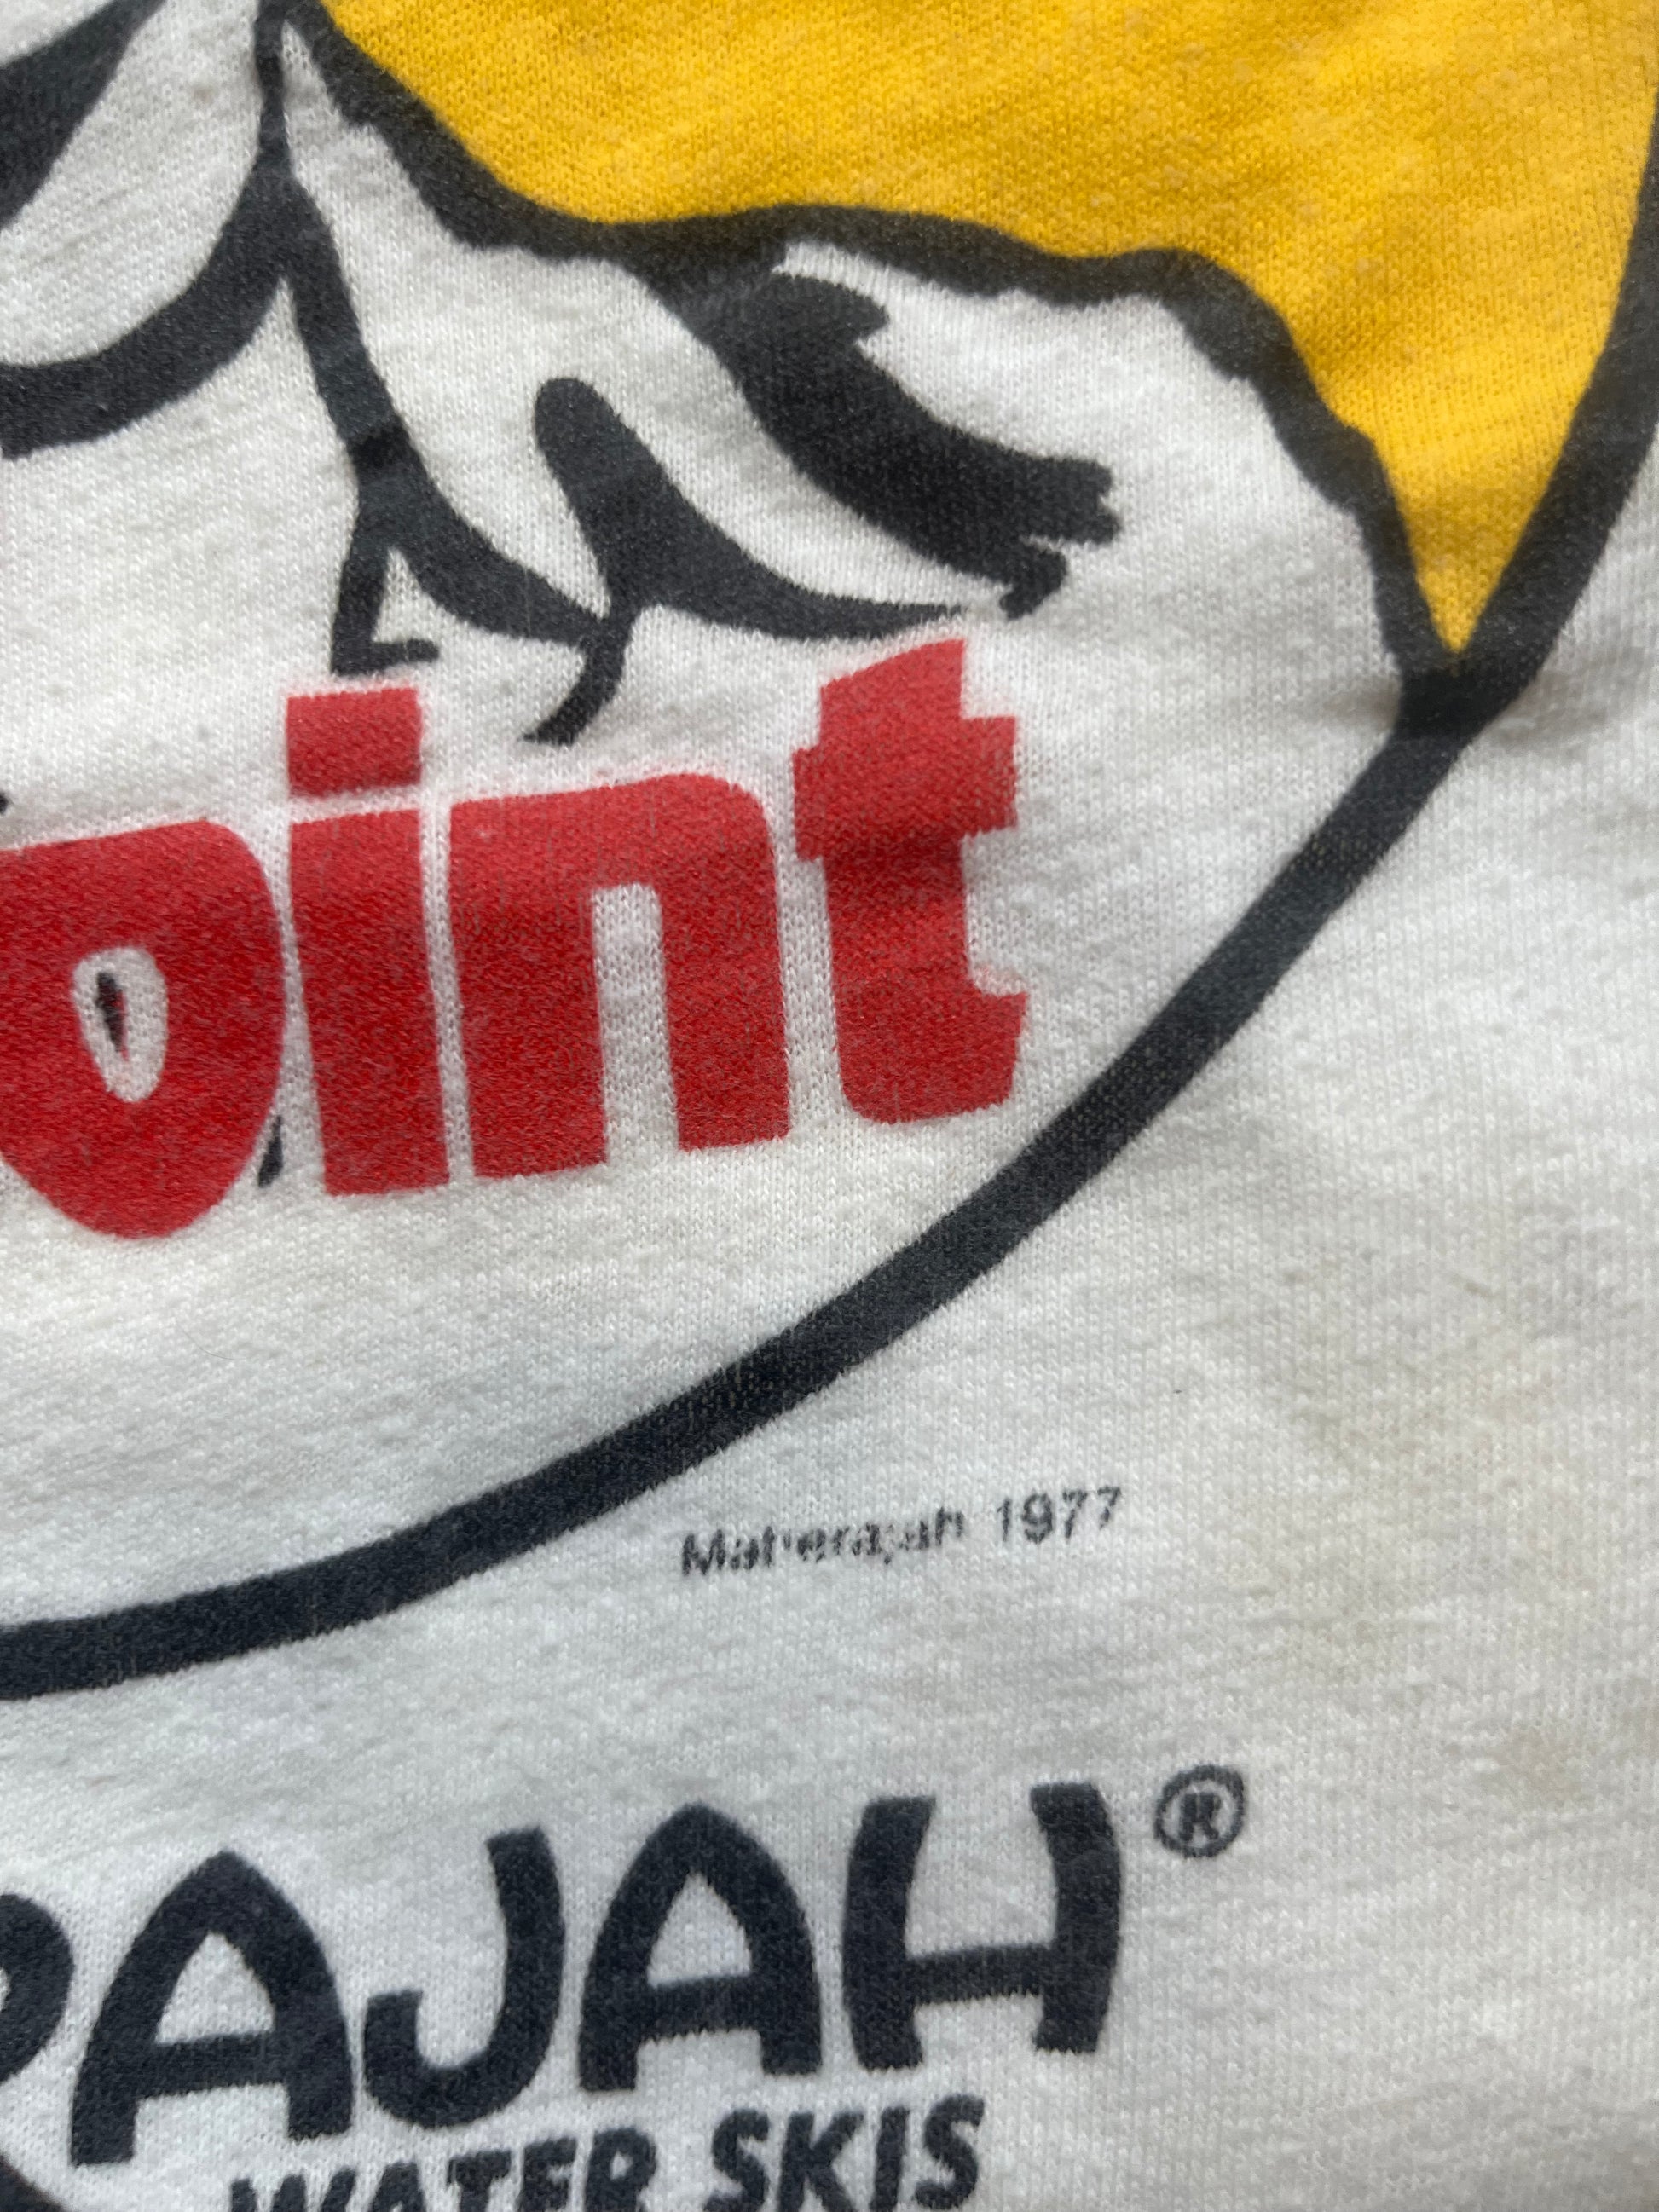 oint
Maherajah 1977
RAJAH®
WATER SKIS